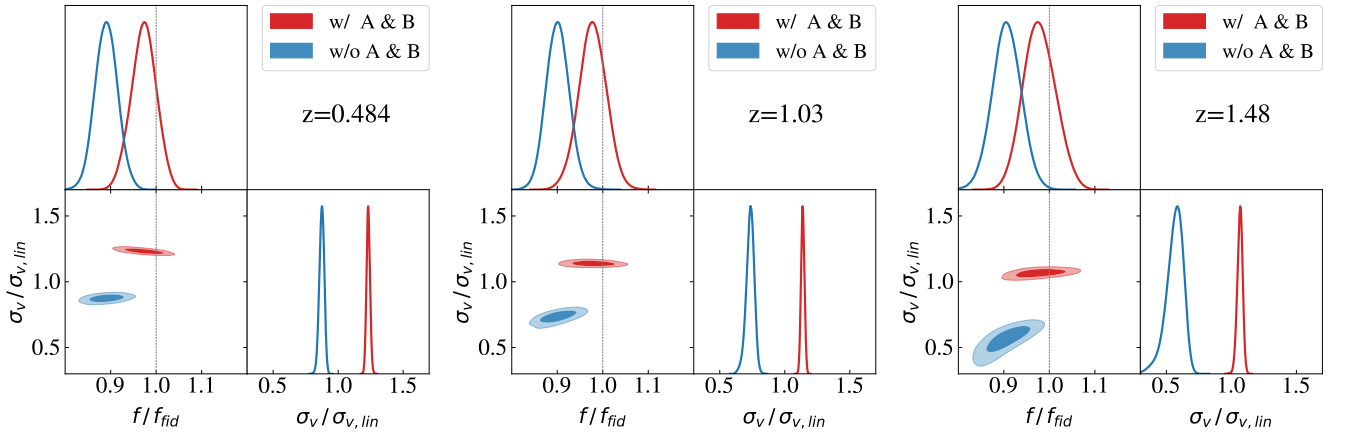 w/ A & B
w/o A & B
z=0.484
1.5
1.0
0.5
σv / σv, lin
0.9 1.0 1.1
f / ffid
0.5 1.0 1.5
σv / σv, lin
w/ A & B
w/o A & B
z=1.03
1.5
1.0
0.5
σv / σv, lin
0.9 1.0 1.1
f / ffid
0.5 1.0 1.5
σv / σv, lin
w/ A & B
w/o A & B
z=1.48
1.5
1.0
0.5
σv / σv, lin
0.9 1.0 1.1
f / ffid
0.5 1.0 1.5
σv / σv, lin